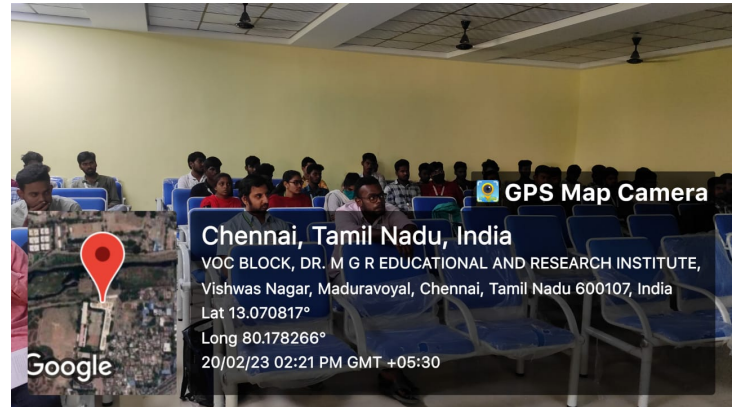 GPS Map Camera
Chennai, Tamil Nadu, India
VOC BLOCK, DR. M G R EDUCATIONAL AND RESEARCH INSTITUTE,
Vishwas Nagar, Maduravoyal, Chennai, Tamil Nadu 600107, India
Lat 13.070817°
Long 80.178266°
20/02/23 02:21 PM GMT +05:30
Google